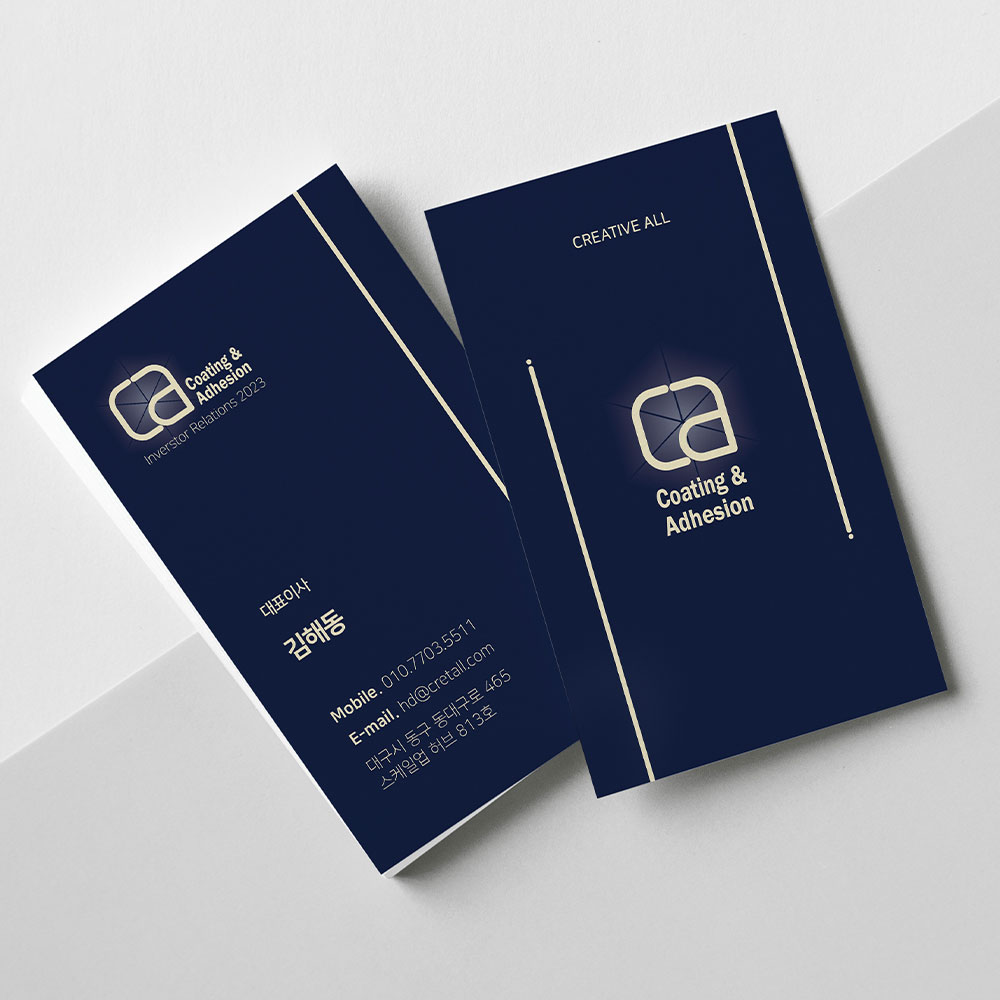 ca
Coating &
Adhesion
Inverstor Relations 2023
대표이사
김해동
Mobile. 010.7703.5511
E-mail. hd@cretall.com
대구시 동구 동대구로 465
스케일업 허브 813호
CREATIVE ALL
ca
Coating &
Adhesion